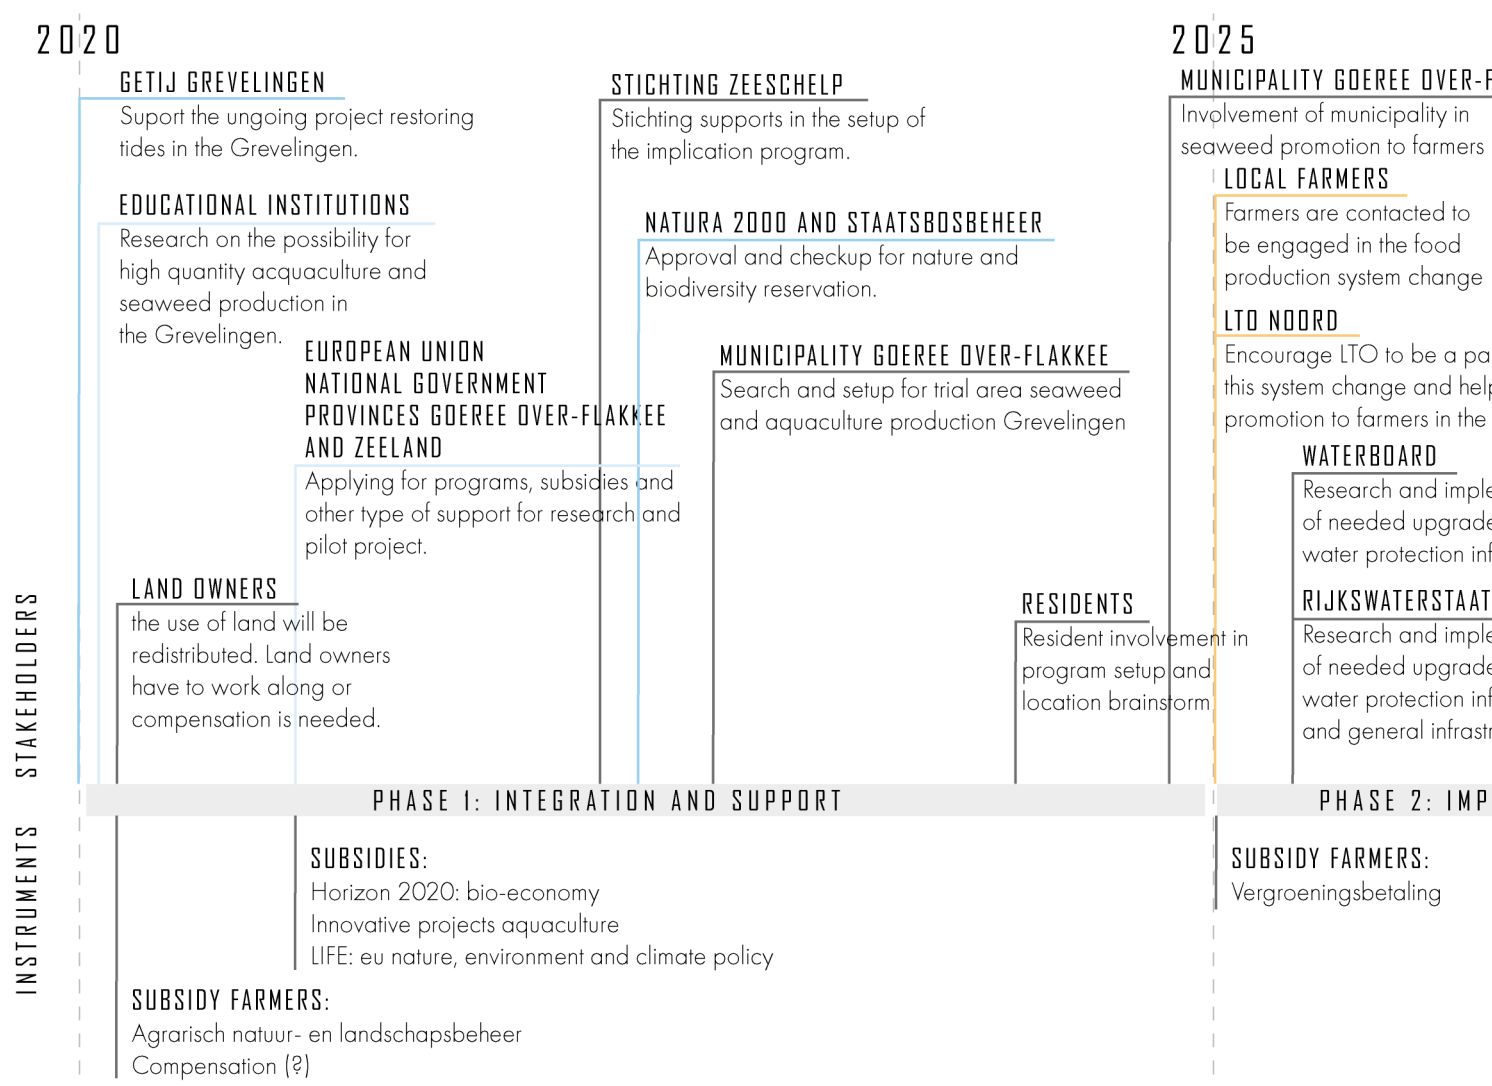 2020
GETIJ GREVELINGEN
Suport the ungoing project restoring
tides in the Grevelingen.
EDUCATIONAL INSTITUTIONS
Research on the possibility for
high quantity acquaculture and
seaweed production in
the Grevelingen.
EUROPEAN UNION
NATIONAL GOVERNMENT
PROVINCES GOEREE OVER-FLAKKEE
AND ZEELAND
Applying for programs, subsidies and
other type of support for research and
pilot project.
LAND OWNERS
the use of land will be
redistributed. Land owners
have to work along or
compensation is needed.
STICHTING ZEESCHELP
Stichting supports in the setup of
the implication program.
NATURA 2000 AND STAATSBOSBEHEER
Approval and checkup for nature and
biodiversity reservation.
MUNICIPALITY GOEREE OVER-FLAKKEE
Search and setup for trial area seaweed
and aquaculture production Grevelingen
RESIDENTS
Resident involvement in
program setup and
location brainstorm
2025
MUNICIPALITY GOEREE OVER-F
Involvement of municipality in
seaweed promotion to farmers
LOCAL FARMERS
Farmers are contacted to
be engaged in the food
production system change
LTO NOORD
Encourage LTO to be a pa
this system change and help
promotion to farmers in the
WATERBOARD
Research and imple
of needed upgrade
water protection inf
RIJKSWATERSTAAT
Research and imple
of needed upgrade
water protection inf
and general infrastr
STAKEHOLDERS
PHASE 1: INTEGRATION AND SUPPORT
PHASE 2: IMP
INSTRUMENTS
SUBSIDIES:
Horizon 2020: bio-economy
Innovative projects aquaculture
LIFE: eu nature, environment and climate policy
SUBSIDY FARMERS:
Agrarisch natuur- en landschapsbeheer
Compensation (?)
SUBSIDY FARMERS:
Vergroeningsbetaling